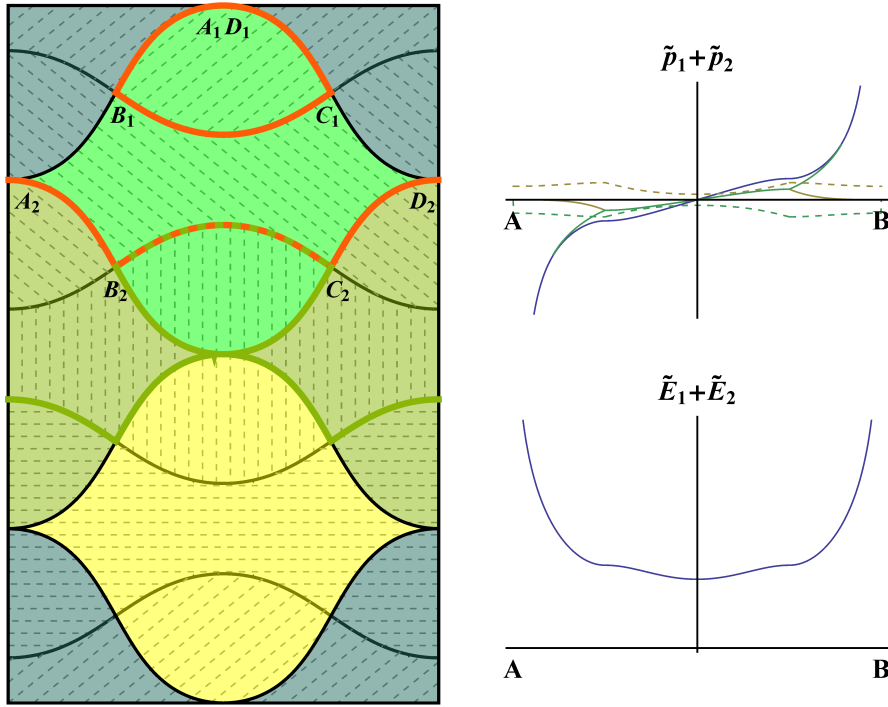 A₁ D₁
B₁ C₁
A₂ D₂
B₂ C₂
p̃₁+p̃₂
A B
Ẽ₁+Ẽ₂
A B